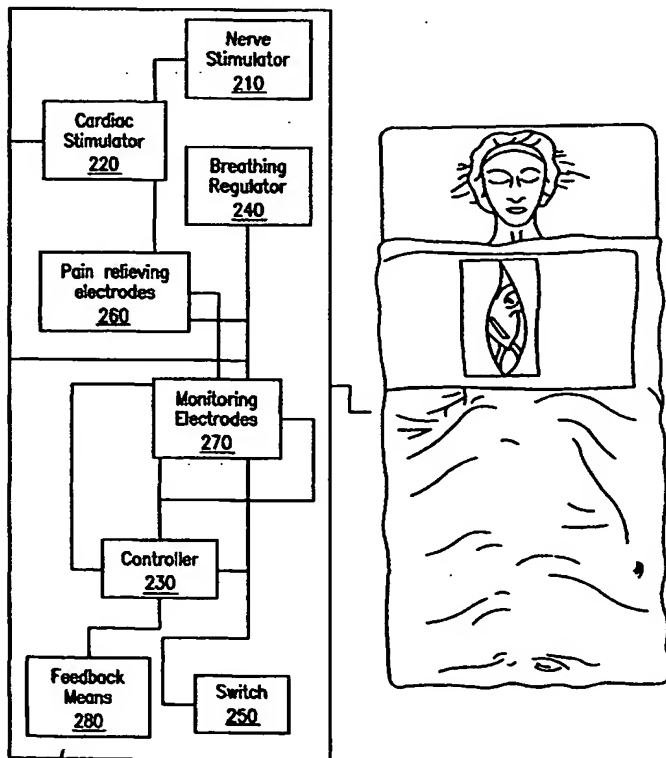 Nerve
Stimulator
210
Cardiac
Stimulator
220
Breathing
Regulator
240
Pain relieving
electrodes
260
Monitoring
Electrodes
270
Controller
230
Feedback
Means
280
Switch
250